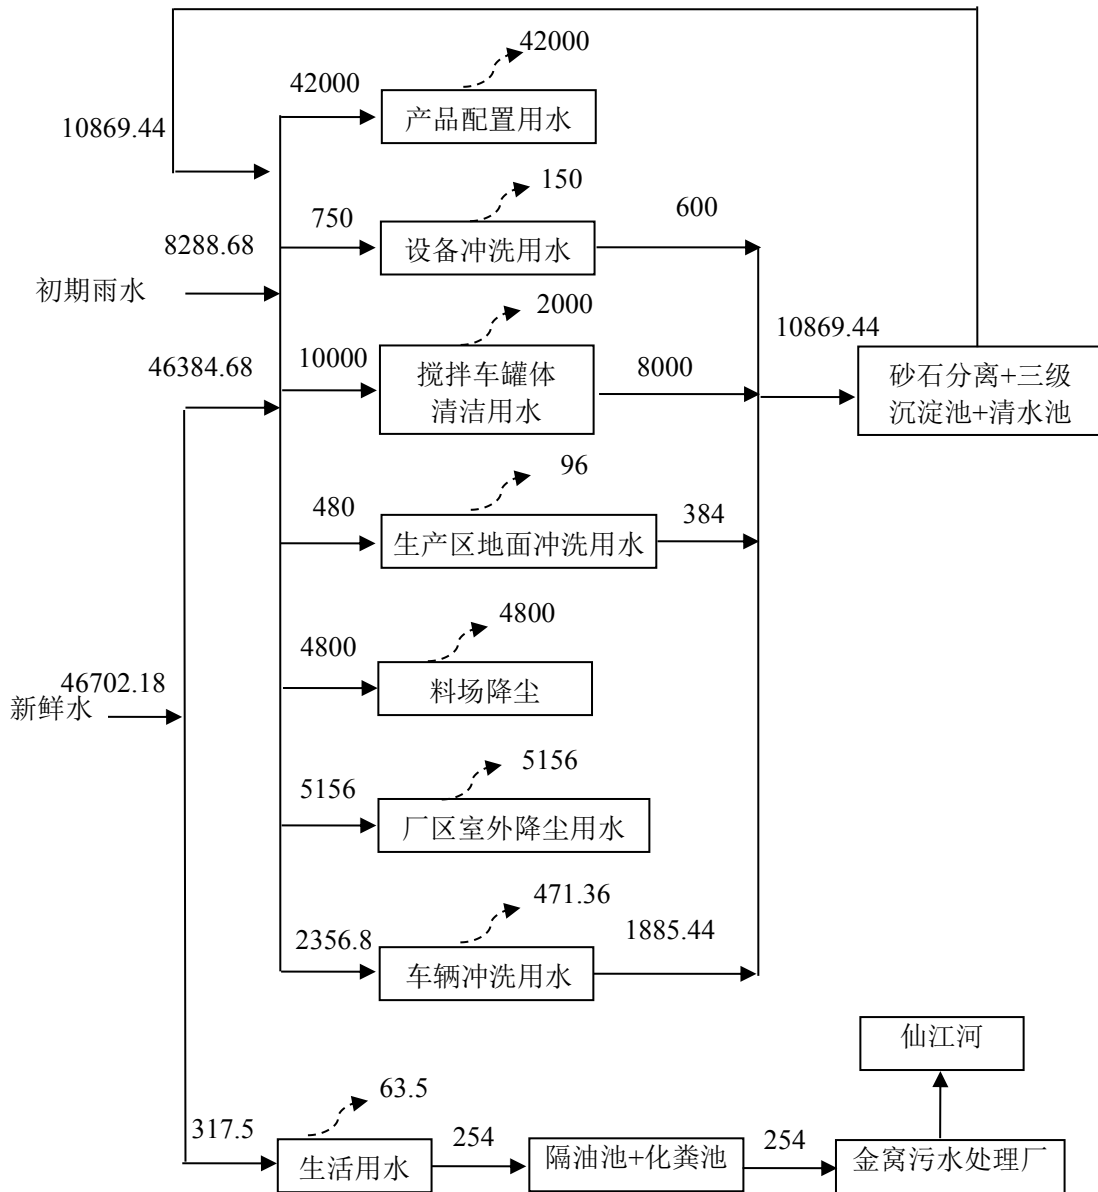 42000
42000
产品配置用水
10869.44
150
750
600
设备冲洗用水
8288.68
初期雨水
2000
10869.44
46384.68
10000
搅拌车罐体
清洁用水
8000
砂石分离+三级
沉淀池+清水池
96
480
384
生产区地面冲洗用水
4800
4800
料场降尘
46702.18
新鲜水
5156
5156
厂区室外降尘用水
471.36
2356.8
1885.44
车辆冲洗用水
仙江河
63.5
317.5
254
254
生活用水
隔油池+化粪池
金窝污水处理厂